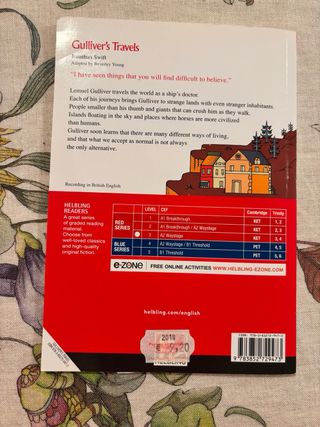 Gulliver's Travels
Jonathan Swift
Adapted by Beverley Young
"I have seen things that you will find difficult to believe."
Lemuel Gulliver travels the world as a ship's doctor.
Each of his journeys brings Gulliver to strange lands with even stranger inhabitants.
People smaller than his thumb and giants that can crush him as they walk.
Islands floating in the sky and places where horses are more civilized
than humans.
Gulliver soon learns that there are many different ways of living,
and that what we accept as normal is not always
the only alternative.
Recording in British English
HELBLING
READERS
A great series
of graded reading
material.
Choose from
well-loved classics
and high-quality
original fiction.
LEVEL CEF Cambridge Trinity
RED SERIES
1 A1 Breakthrough KET 1, 2
2 A1 Breakthrough / A2 Waystage KET 2, 3
3 A2 Waystage KET 3, 4
BLUE SERIES
4 A2 Waystage / B1 Threshold PET 4, 5
5 B1 Threshold PET 5, 6
e-ZONE FREE ONLINE ACTIVITIES WWW.HELBLING-EZONE.COM
helbling.com/english
2018
€ 9,20
HELBLING
9 783852 729473